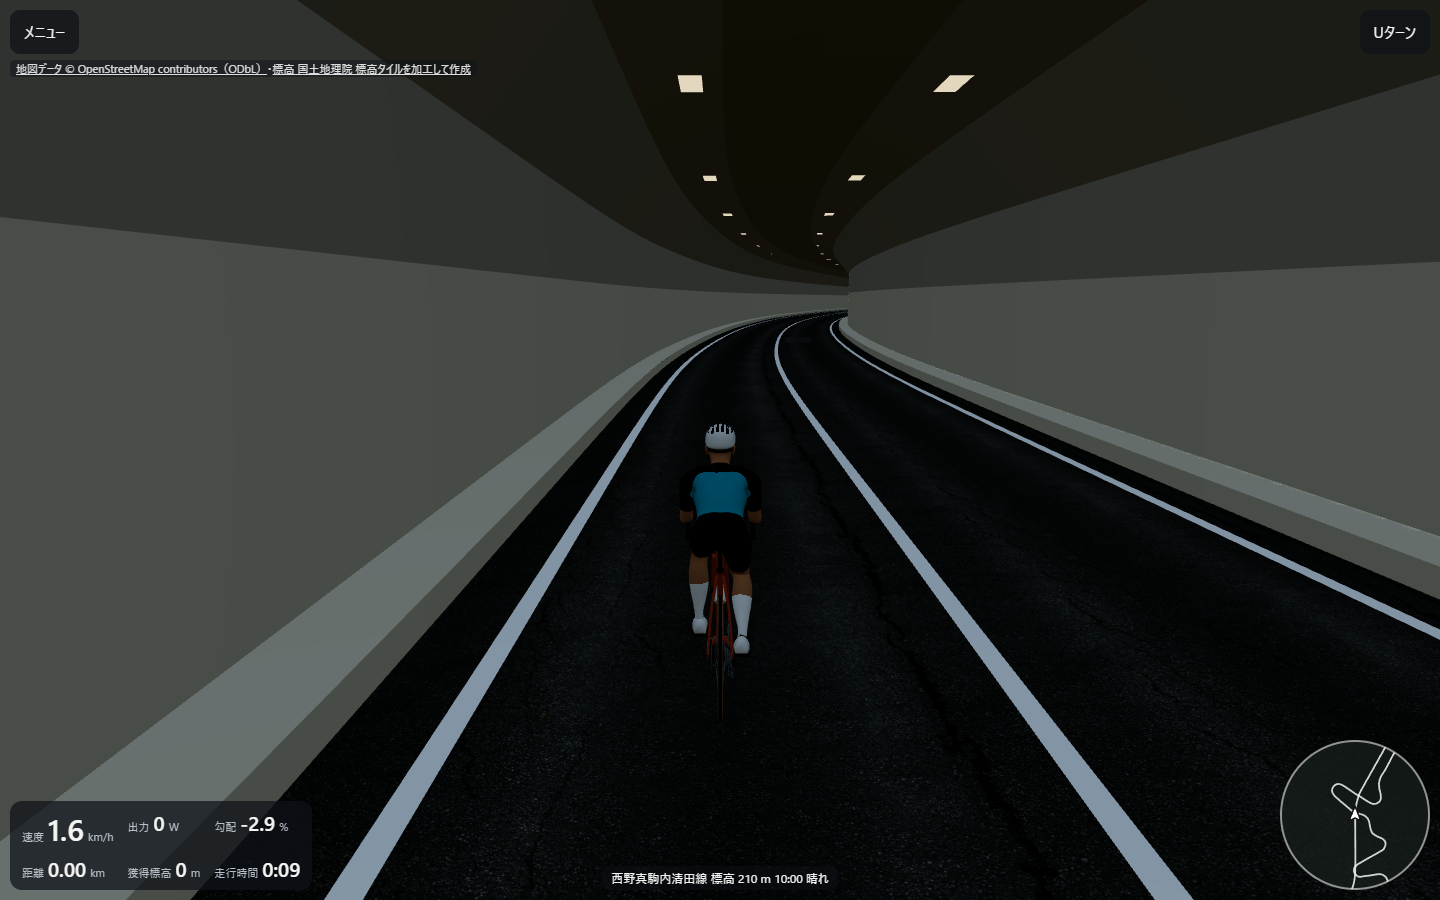 メニュー
Uターン
地図データ © OpenStreetMap contributors（ODbL）・標高 国土地理院 標高タイルを加工して作成
速度 1.6 km/h 出力 0 W 勾配 -2.9 %
距離 0.00 km 獲得標高 0 m 走行時間 0:09
西野真駒内清田線 標高 210 m 10:00 晴れ